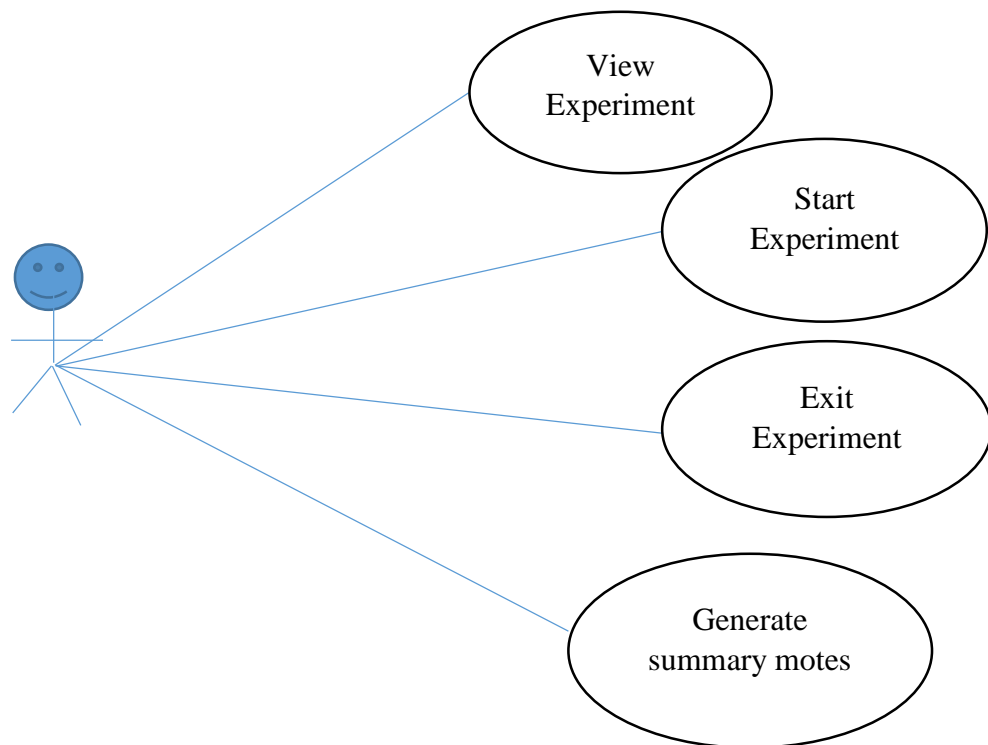 View
Experiment
Start
Experiment
Exit
Experiment
Generate
summary motes